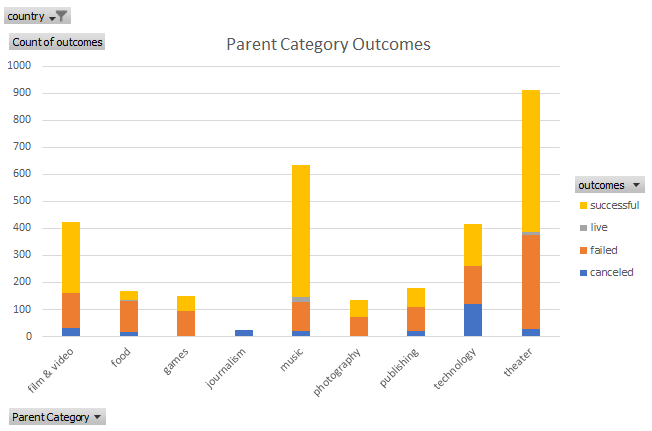 country
Count of outcomes
Parent Category Outcomes
1000
900
800
700
600
500
400
300
200
100
0
film & video
food
games
journalism
music
photography
publishing
technology
theater
outcomes
successful
live
failed
canceled
Parent Category